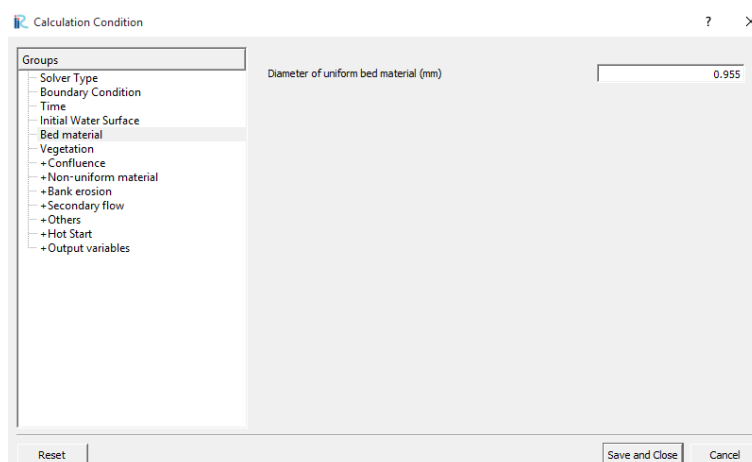 Calculation Condition
?
Groups
Solver Type
Boundary Condition
Time
Initial Water Surface
Bed material
Vegetation
+Confluence
+Non-uniform material
+Bank erosion
+Secondary flow
+Others
+Hot Start
+Output variables
Diameter of uniform bed material (mm) 0.955
Reset Save and Close Cancel